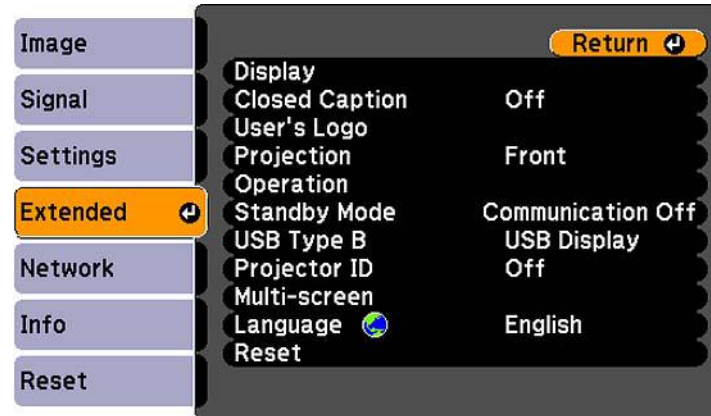 Image
Signal
Settings
Extended
Network
Info
Reset
Return
Display
Closed Caption Off
User's Logo
Projection Front
Operation
Standby Mode Communication Off
USB Type B USB Display
Projector ID Off
Multi-screen
Language English
Reset